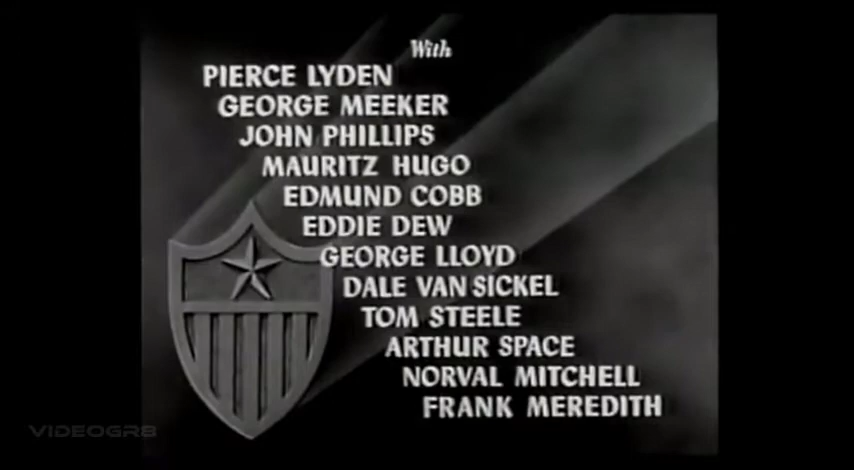 With
PIERCE LYDEN
GEORGE MEEKER
JOHN PHILLIPS
MAURITZ HUGO
EDMUND COBB
EDDIE DEW
GEORGE LLOYD
DALE VAN SICKEL
TOM STEELE
ARTHUR SPACE
NORVAL MITCHELL
FRANK MEREDITH
VIDEOGR8